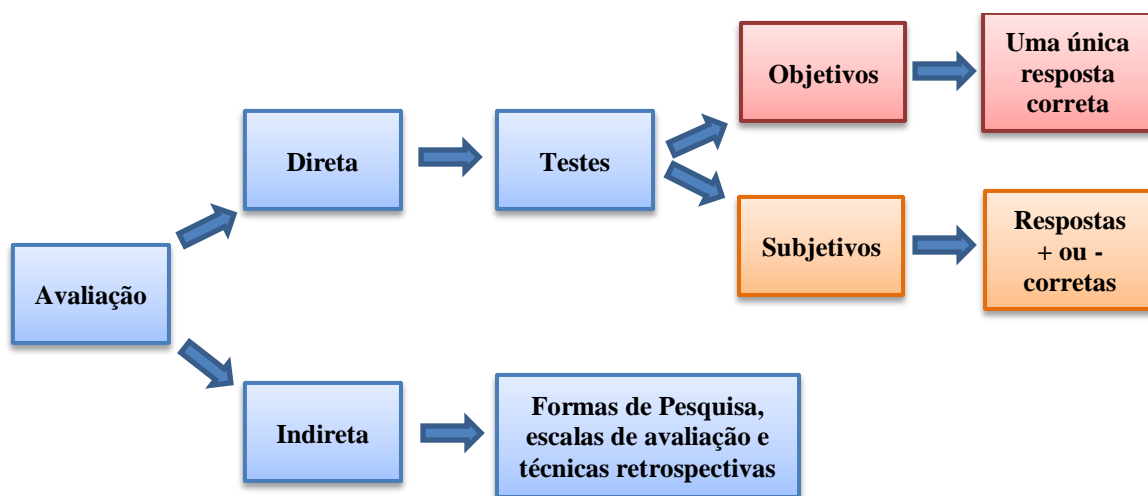 Avaliação
Direta
Testes
Objetivos
Uma única
resposta
correta
Subjetivos
Respostas
+ ou -
corretas
Indireta
Formas de Pesquisa,
escalas de avaliação e
técnicas retrospectivas